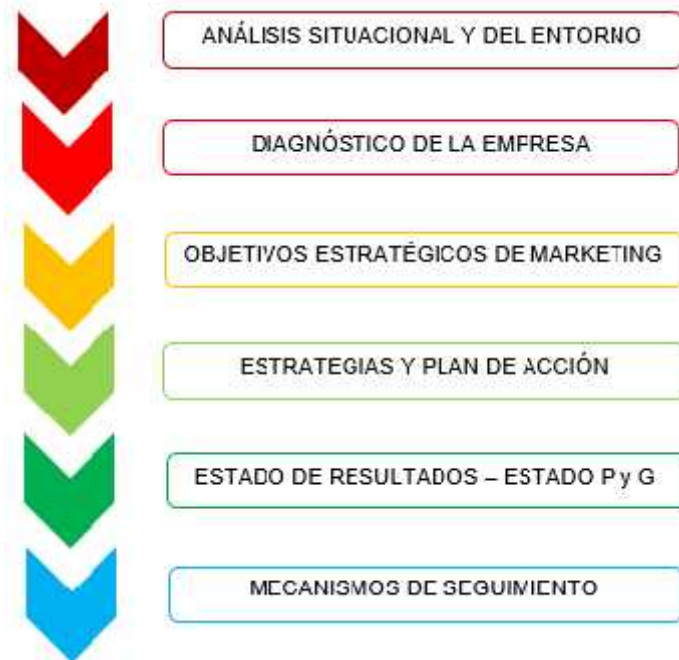 ANÁLISIS SITUACIONAL Y DEL ENTORNO
DIAGNÓSTICO DE LA EMPRESA
OBJETIVOS ESTRATÉGICOS DE MARKETING
ESTRATEGIAS Y PLAN DE ACCIÓN
ESTADO DE RESULTADOS – ESTADO P y G
MECANISMOS DE SEGUIMIENTO